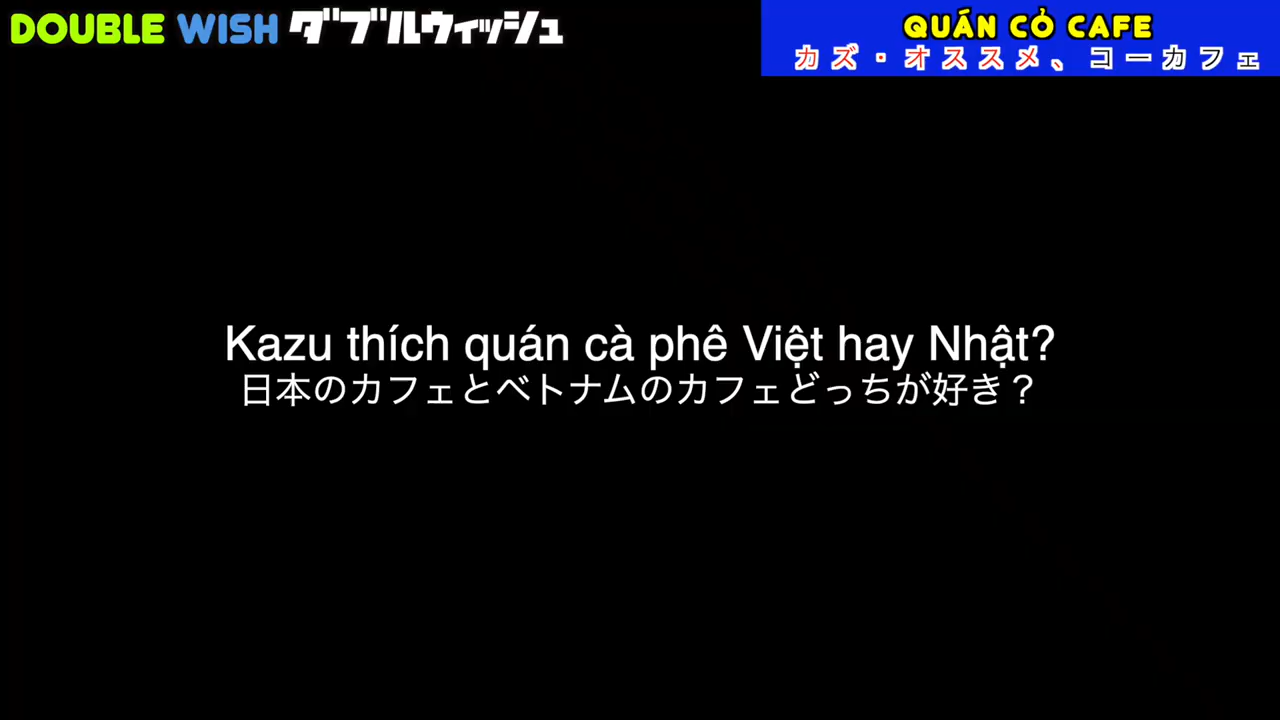 DOUBLE WISH ダブルウィッシュ
QUÁN CỎ CAFE
カズ・オススメ、コーカフェ
Kazu thích quán cà phê Việt hay Nhật?
日本のカフェとベトナムのカフェどっちが好き？